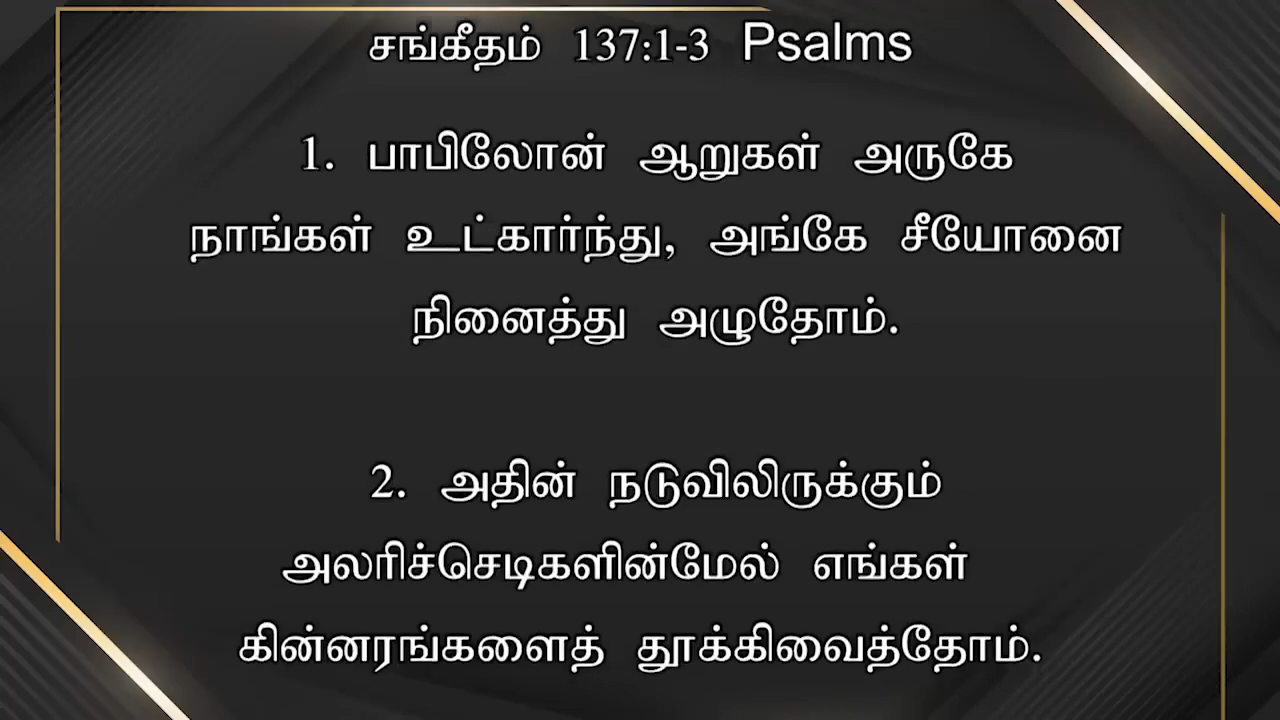 சங்கீதம் 137:1-3 Psalms
1. பாபிலோன் ஆறுகள் அருகே
நாங்கள் உட்கார்ந்து, அங்கே சீயோனை
நினைத்து அழுதோம்.
2. அதின் நடுவிலிருக்கும்
அலரிச்செடிகளின்மேல் எங்கள்
கின்னரங்களைத் தூக்கிவைத்தோம்.